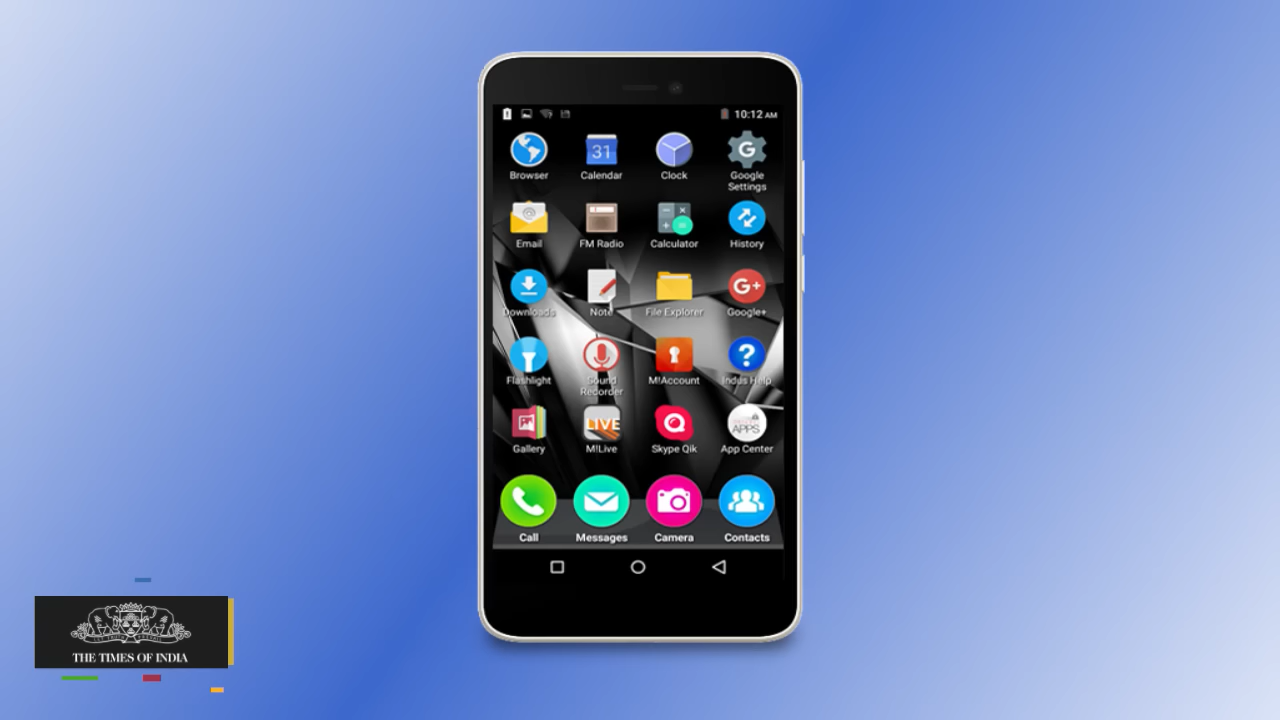 10:12 AM
31
G
Browser
Calendar
Clock
Google
Settings
Email
FM Radio
Calculator
History
G+
Downloads
Note
File Explorer
Google+
Flashlight
Sound
Recorder
M!Account
Indus Help
LIVE
APPS
Gallery
M!Live
Skype Qik
App Center
Call
Messages
Camera
Contacts
THE TIMES OF INDIA